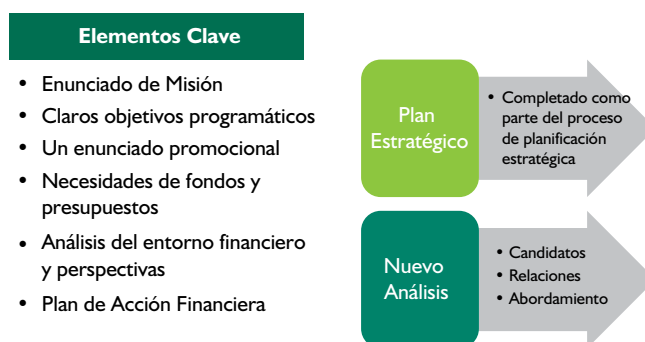 Elementos Clave
• Enunciado de Misión
• Claros objetivos programáticos
• Un enunciado promocional
• Necesidades de fondos y
presupuestos
• Análisis del entorno financiero
y perspectivas
• Plan de Acción Financiera
Plan
Estratégico
• Completado como
parte del proceso
de planificación
estratégica
Nuevo
Análisis
• Candidatos
• Relaciones
• Abordamiento